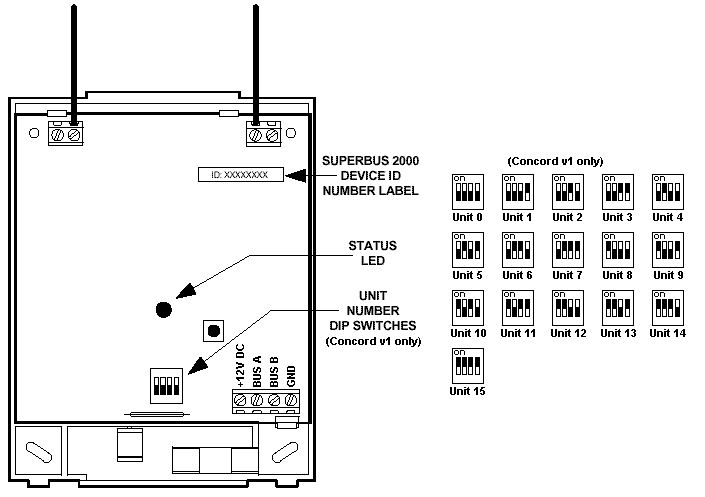 SUPERBUS 2000
DEVICE ID
NUMBER LABEL
ID: XXXXXXXX
STATUS
LED
UNIT
NUMBER
DIP SWITCHES
(Concord v1 only)
+12V DC
BUS A
BUS B
GND
(Concord v1 only)
on on on on on
Unit 0 Unit 1 Unit 2 Unit 3 Unit 4
on on on on on
Unit 5 Unit 6 Unit 7 Unit 8 Unit 9
on on on on on
Unit 10 Unit 11 Unit 12 Unit 13 Unit 14
on
Unit 15